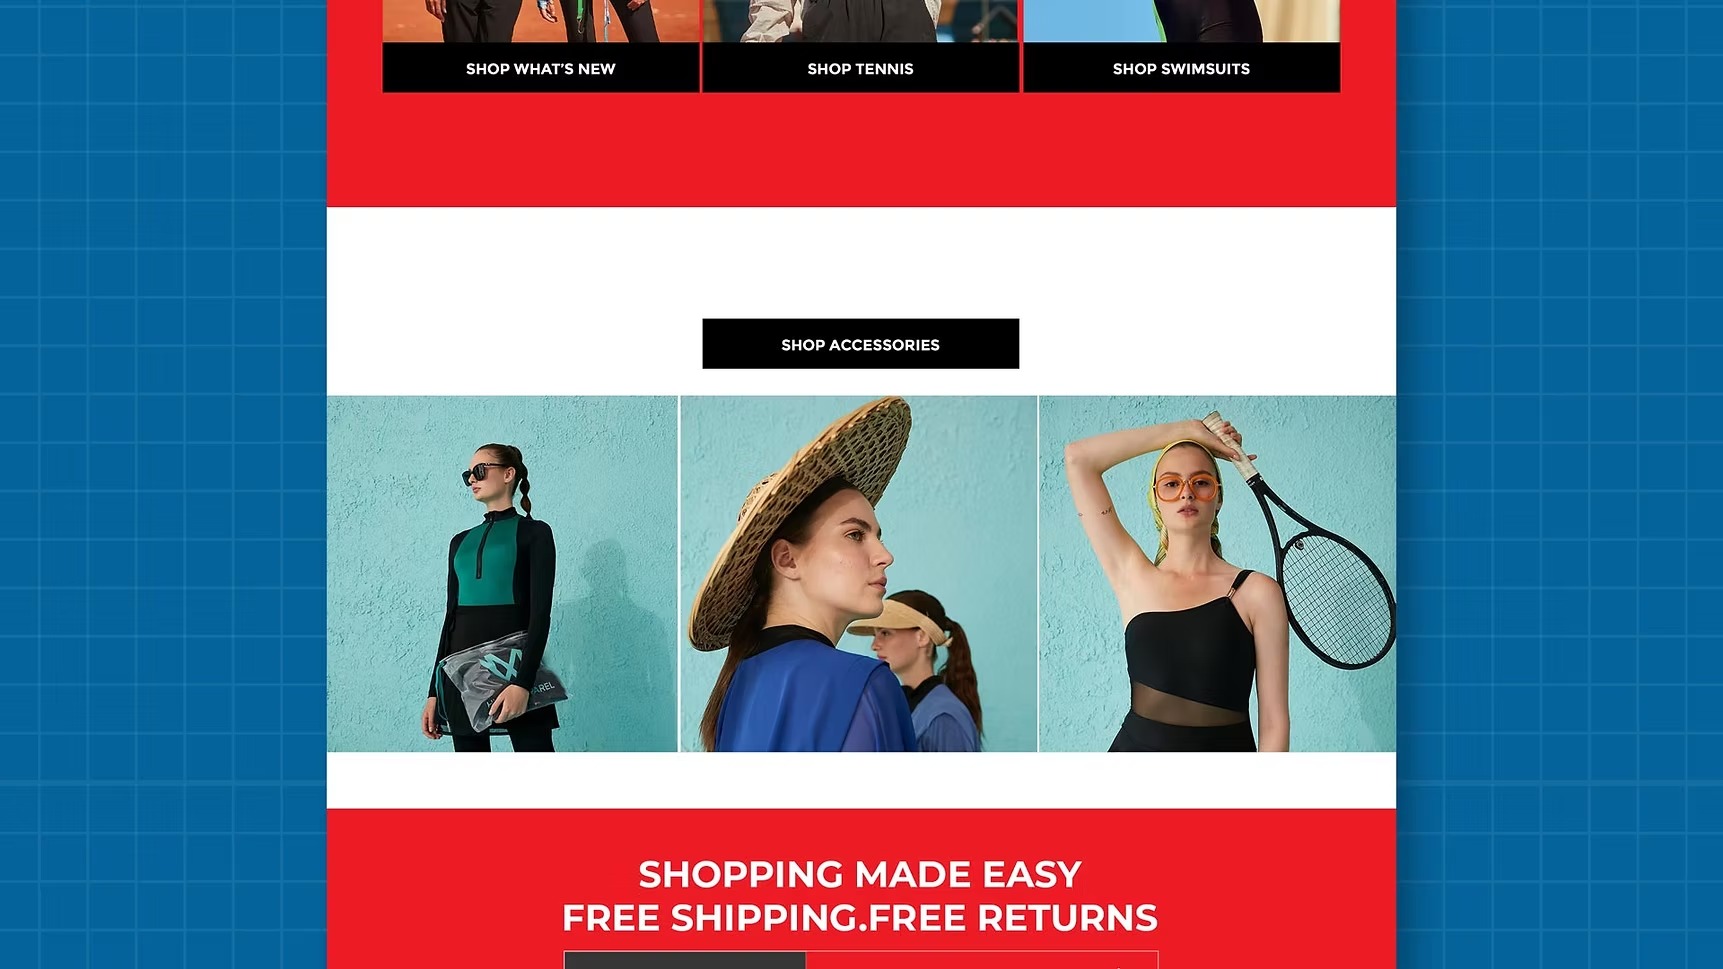 SHOP WHAT'S NEW
SHOP TENNIS
SHOP SWIMSUITS
SHOP ACCESSORIES
SHOPPING MADE EASY
FREE SHIPPING.FREE RETURNS